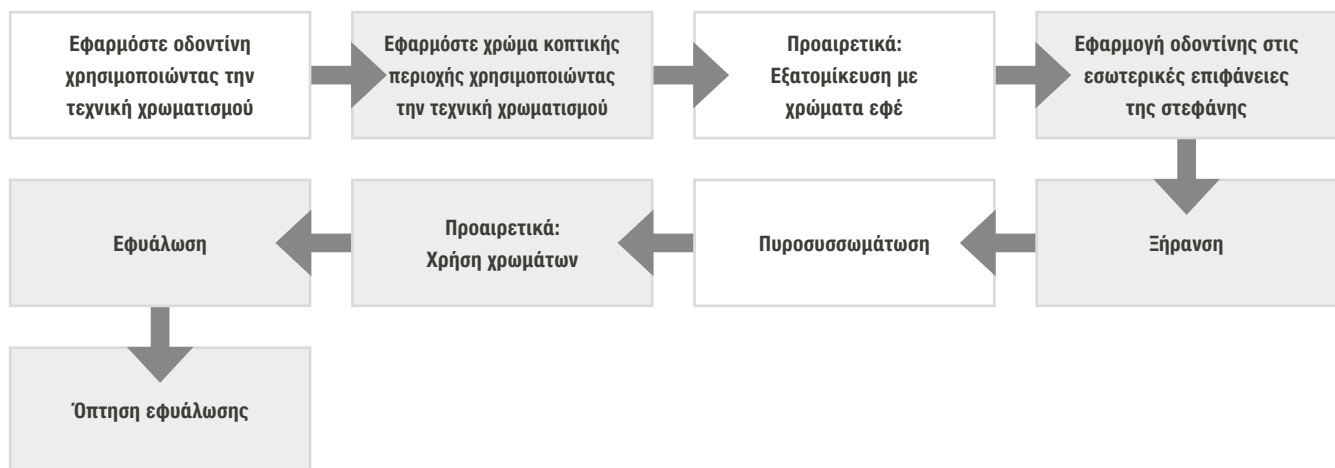 Εφαρμόστε οδοντίνη
χρησιμοποιώντας την
τεχνική χρωματισμού
Εφαρμόστε χρώμα κοπτικής
περιοχής χρησιμοποιώντας
την τεχνική χρωματισμού
Προαιρετικά:
Εξατομίκευση με
χρώματα εφέ
Εφαρμογή οδοντίνης στις
εσωτερικές επιφάνειες
της στεφάνης
Ξήρανση
Πυροσυσσωμάτωση
Προαιρετικά:
Χρήση χρωμάτων
Εφυάλωση
Όπτηση εφυάλωσης